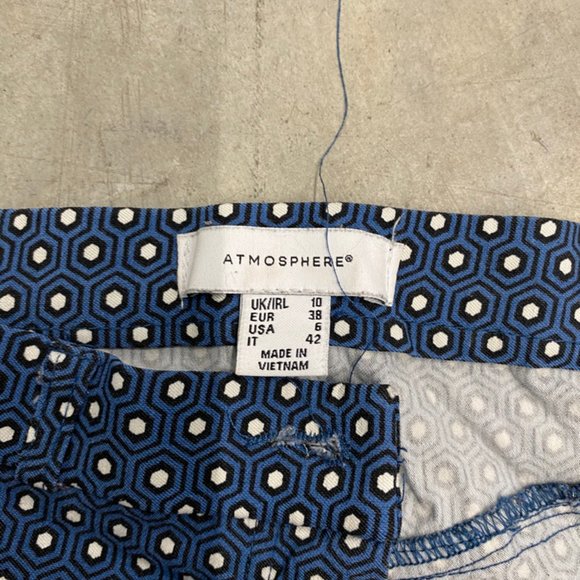 ATMOSPHERE®
UK/IRL 10
EUR 38
USA 6
IT 42
MADE IN
VIETNAM